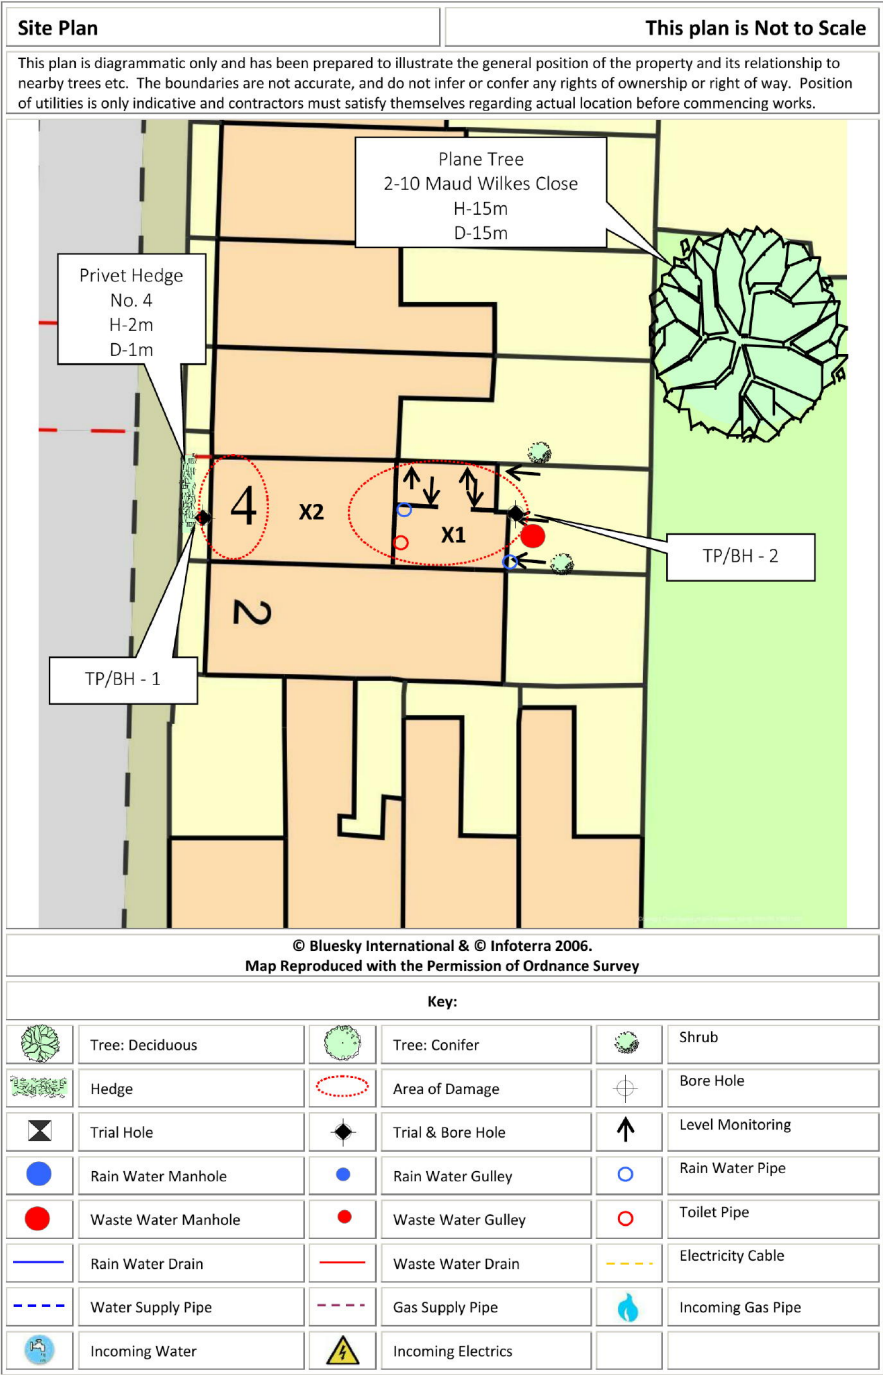 Site Plan
This plan is Not to Scale
This plan is diagrammatic only and has been prepared to illustrate the general position of the property and its relationship to
nearby trees etc.  The boundaries are not accurate, and do not infer or confer any rights of ownership or right of way.  Position
of utilities is only indicative and contractors must satisfy themselves regarding actual location before commencing works.
Plane Tree
2-10 Maud Wilkes Close
H-15m
D-15m
Privet Hedge
No. 4
H-2m
D-1m
4
X2
X1
TP/BH - 2
2
TP/BH - 1
© Bluesky International & © Infoterra 2006.
Map Reproduced with the Permission of Ordnance Survey
Key:
Tree: Deciduous
Tree: Conifer
Shrub
Hedge
Area of Damage
Bore Hole
Trial Hole
Trial & Bore Hole
Level Monitoring
Rain Water Manhole
Rain Water Gulley
Rain Water Pipe
Waste Water Manhole
Waste Water Gulley
Toilet Pipe
Rain Water Drain
Waste Water Drain
Electricity Cable
Water Supply Pipe
Gas Supply Pipe
Incoming Gas Pipe
Incoming Water
Incoming Electrics